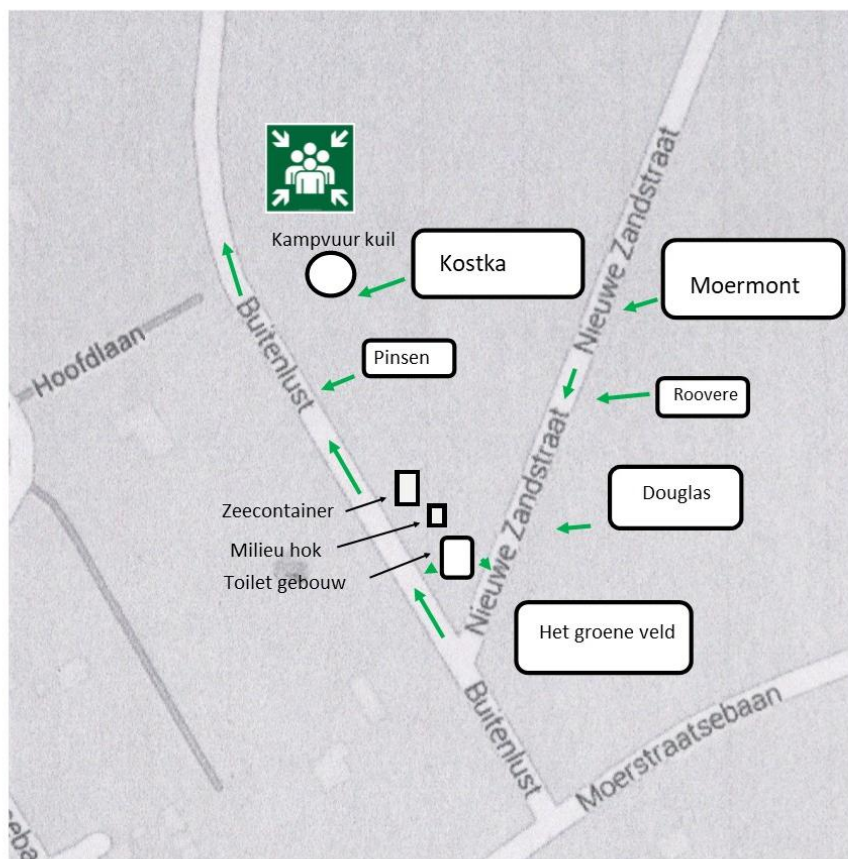 Nieuwe Zandstraat
Kampvuur kuil
Kostka
Moermont
Hoofdlaan
Buitenlust
Pinsen
Roovere
Nieuwe Zandstraat
Zeecontainer
Douglas
Milieu hok
Toilet gebouw
Het groene veld
Buitenlust
Moerstraatsebaan
seba